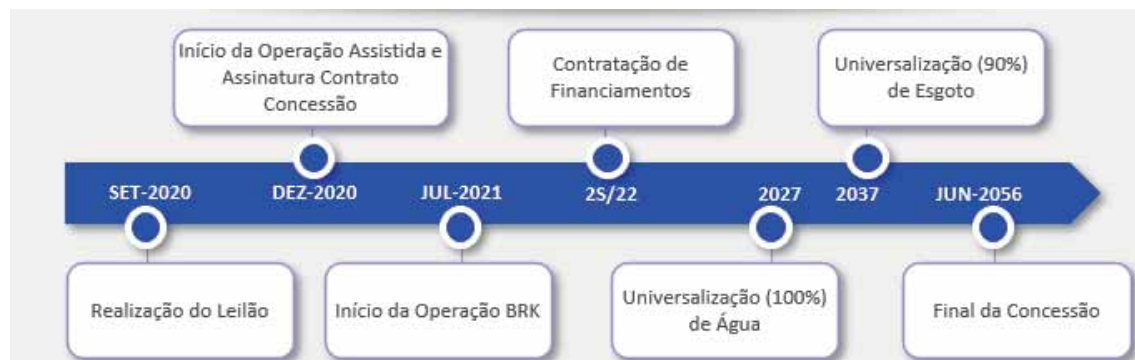 Início da Operação Assistida e
Assinatura Contrato
Concessão
Contratação de
Financiamentos
Universalização (90%)
de Esgoto
SET-2020
DEZ-2020
JUL-2021
2S/22
2027
2037
JUN-2056
Realização do Leilão
Início da Operação BRK
Universalização (100%)
de Água
Final da Concessão